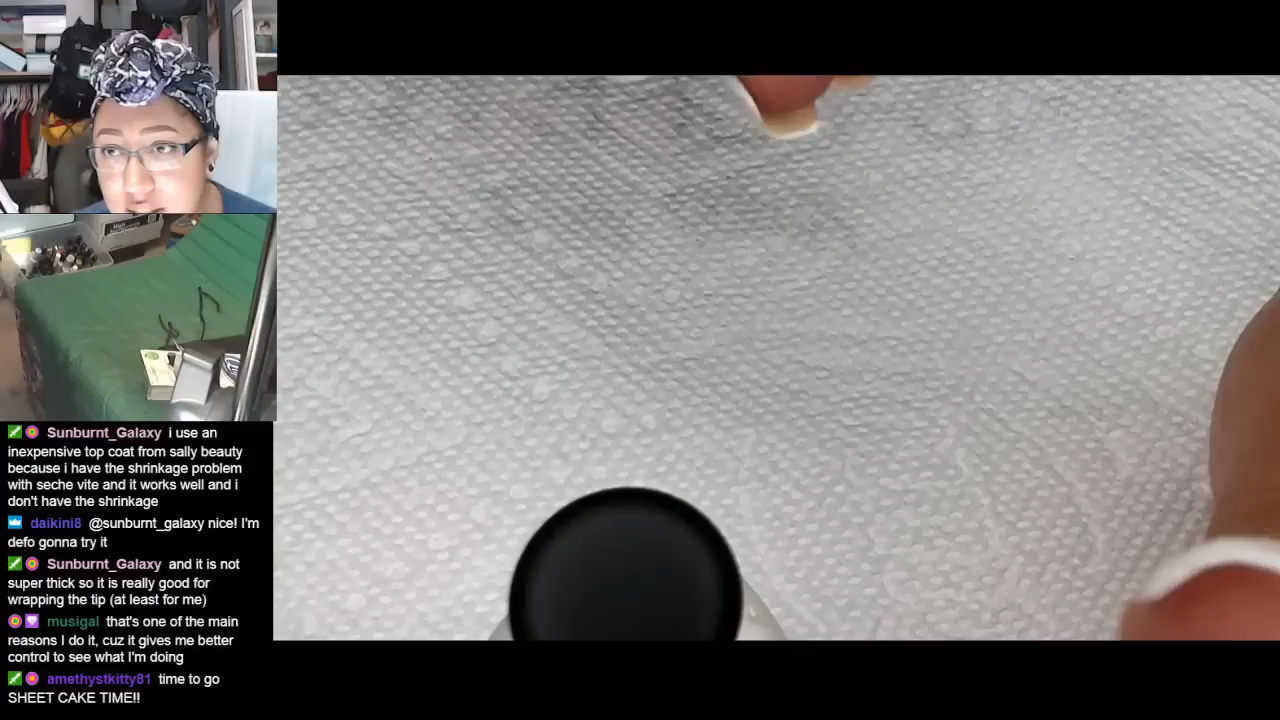 High
Sunburnt_Galaxy i use an
inexpensive top coat from sally beauty
because i have the shrinkage problem
with seche vite and it works well and i
don't have the shrinkage
daikini8 @sunburnt_galaxy nice! I'm
defo gonna try it
Sunburnt_Galaxy and it is not
super thick so it is really good for
wrapping the tip (at least for me)
musigal that's one of the main
reasons I do it, cuz it gives me better
control to see what I'm doing
amethystkitty81 time to go
SHEET CAKE TIME!!